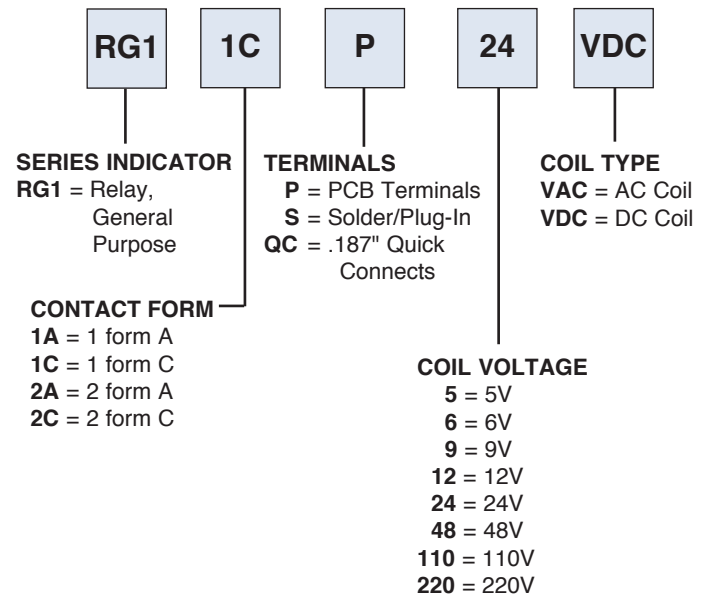 RG1 1C P 24 VDC
SERIES INDICATOR
RG1 = Relay,
General
Purpose
TERMINALS
P = PCB Terminals
S = Solder/Plug-In
QC = .187" Quick
Connects
COIL TYPE
VAC = AC Coil
VDC = DC Coil
CONTACT FORM
1A = 1 form A
1C = 1 form C
2A = 2 form A
2C = 2 form C
COIL VOLTAGE
5 = 5V
6 = 6V
9 = 9V
12 = 12V
24 = 24V
48 = 48V
110 = 110V
220 = 220V